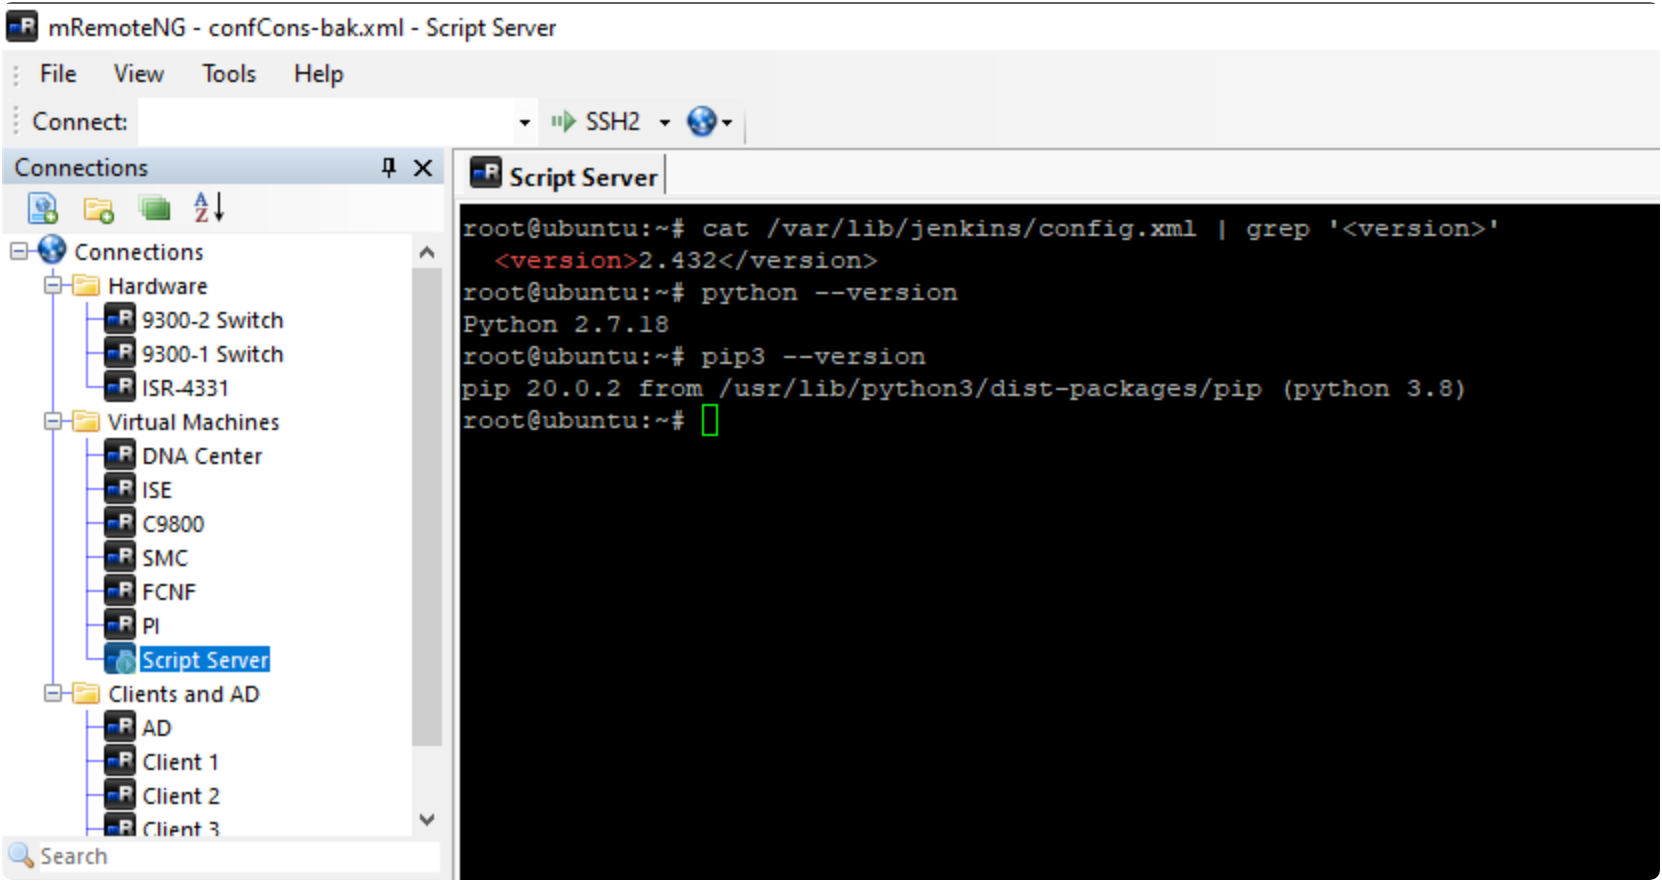 mRemoteNG - confCons-bak.xml - Script Server
File View Tools Help
Connect: SSH2
Connections
Connections
Hardware
9300-2 Switch
9300-1 Switch
ISR-4331
Virtual Machines
DNA Center
ISE
C9800
SMC
FCNF
PI
Script Server
Clients and AD
AD
Client 1
Client 2
Client 3
Search
Script Server
root@ubuntu:~# cat /var/lib/jenkins/config.xml | grep '<version>'
  <version>2.432</version>
root@ubuntu:~# python --version
Python 2.7.18
root@ubuntu:~# pip3 --version
pip 20.0.2 from /usr/lib/python3/dist-packages/pip (python 3.8)
root@ubuntu:~#